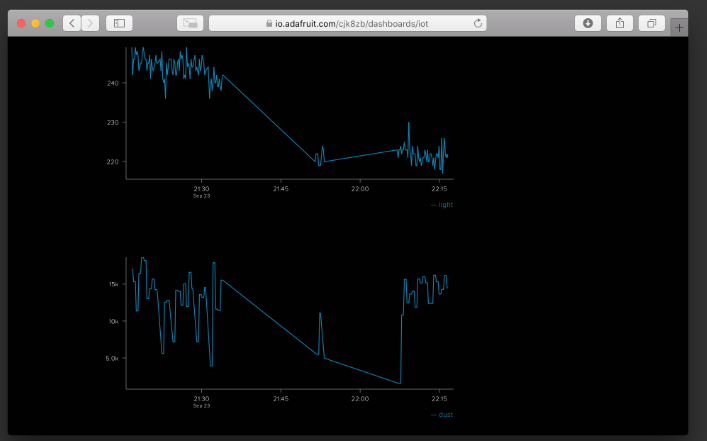 io.adafruit.com/cjk8zb/dashboards/iot
240
230
220
21:30
21:45
22:00
22:15
Sep 23
— light
15k
10k
5.0k
21:30
21:45
22:00
22:15
Sep 23
— dust